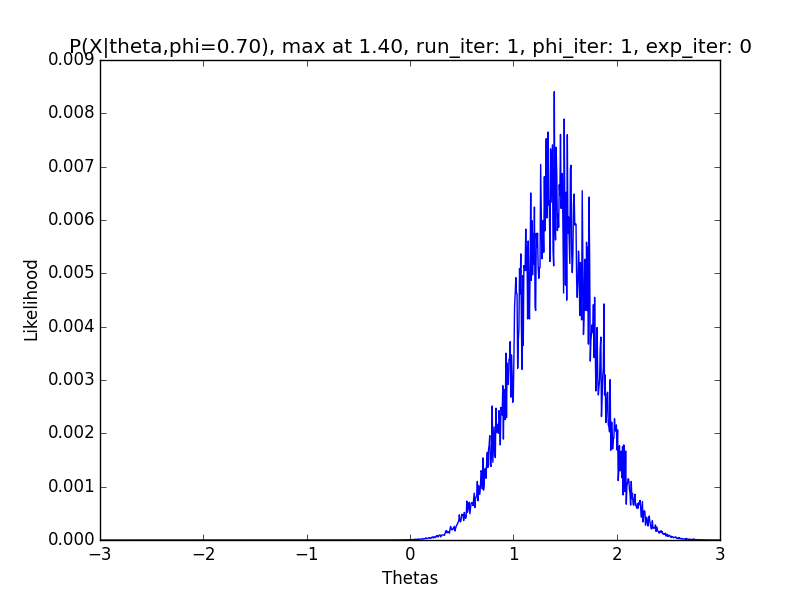 P(X|theta,phi=0.70), max at 1.40, run_iter: 1, phi_iter: 1, exp_iter: 0
0.009
0.008
0.007
0.006
0.005
0.004
0.003
0.002
0.001
0.000
Likelihood
−3 −2 −1 0 1 2 3
Thetas